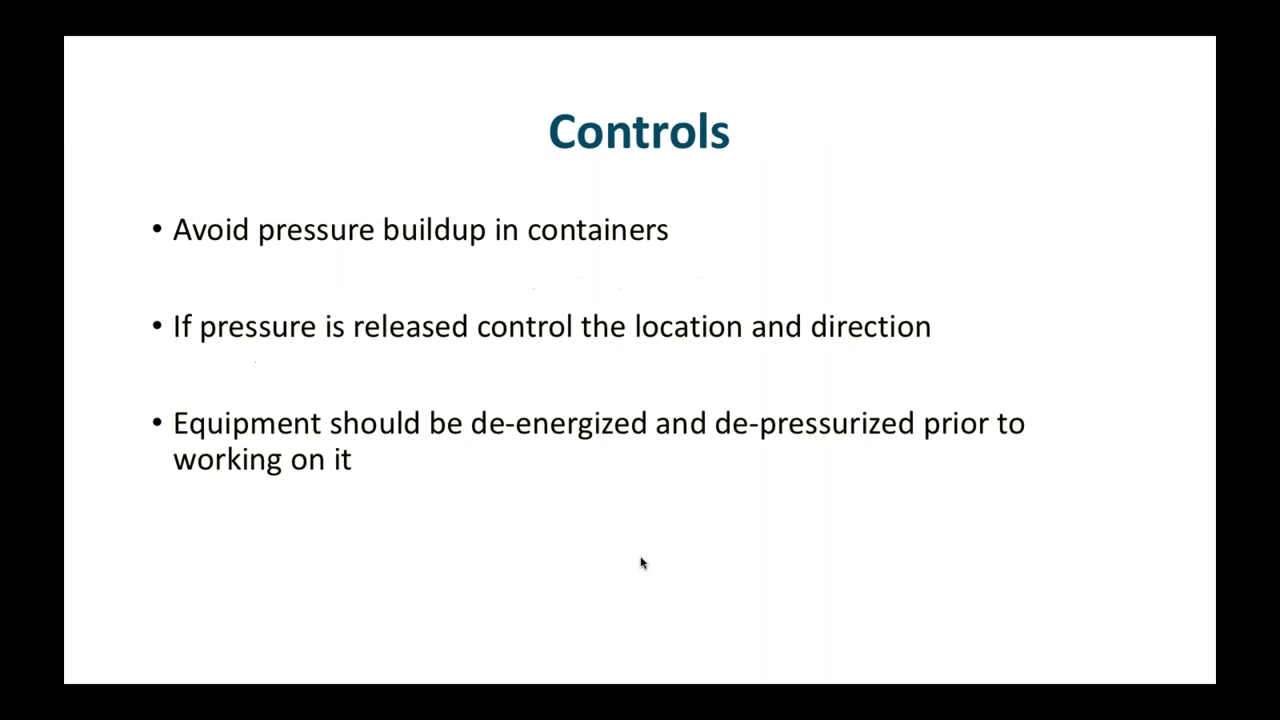 Controls
• Avoid pressure buildup in containers
• If pressure is released control the location and direction
• Equipment should be de-energized and de-pressurized prior to
working on it